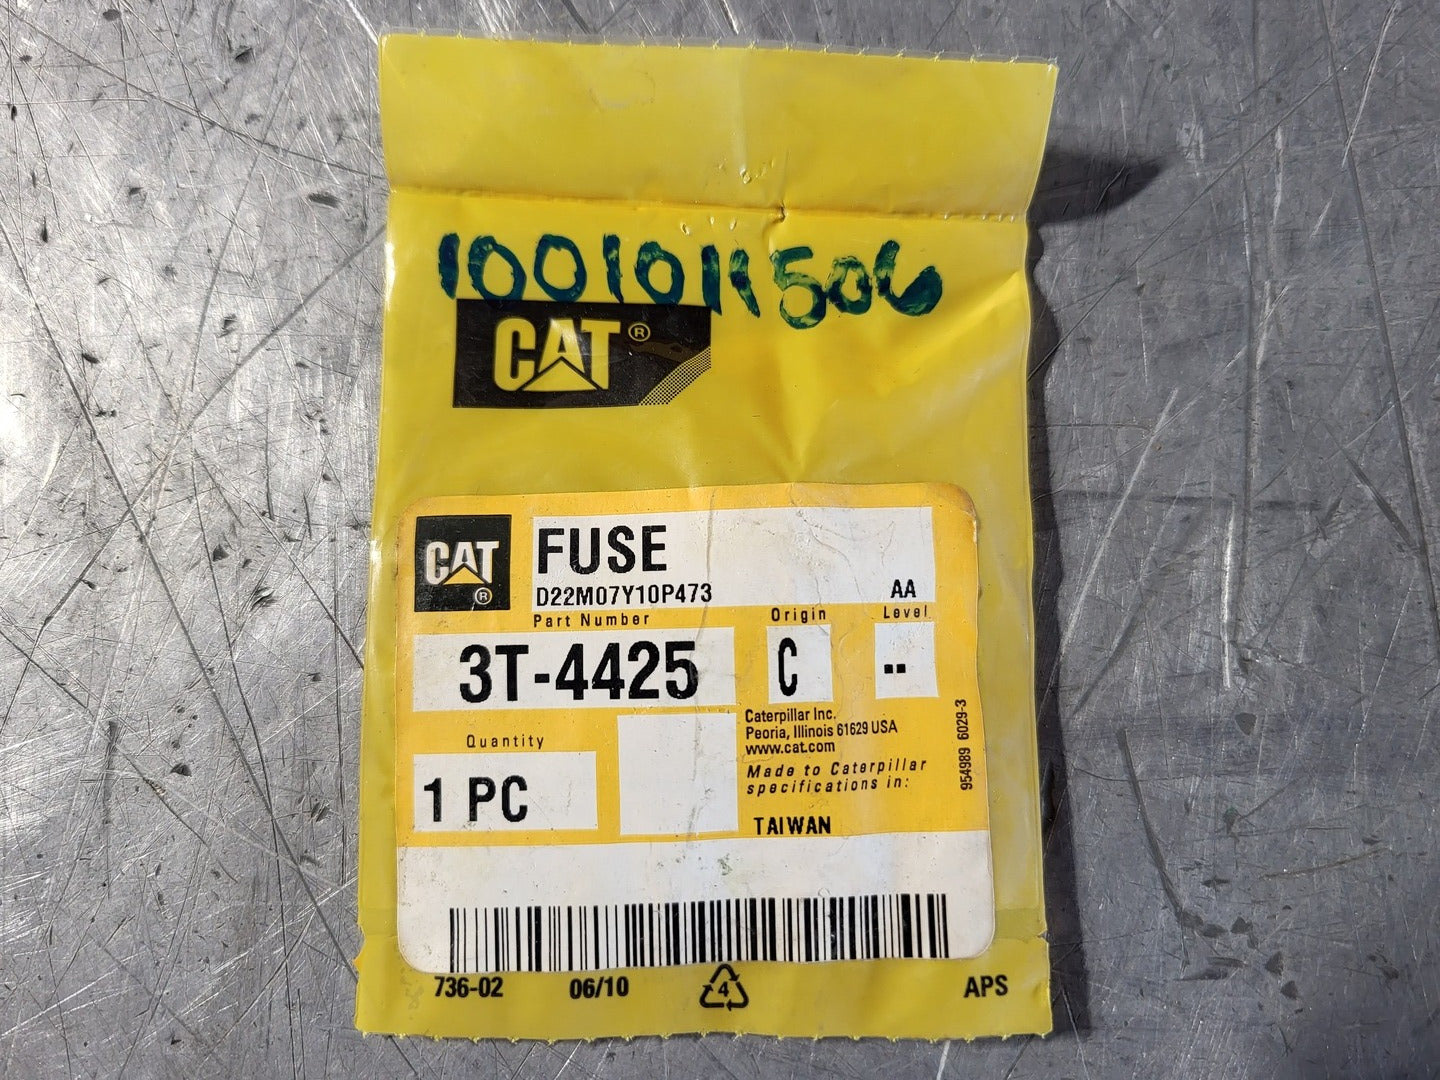 1001011506
CAT®
CAT
®
FUSE
D22M07Y10P473
AA
Part Number
Origin
Level
3T-4425
C
--
Quantity
1 PC
Caterpillar Inc.
Peoria, Illinois 61629 USA
www.cat.com
Made to Caterpillar
specifications in:
TAIWAN
954989 6029-3
736-02
06/10
4
APS